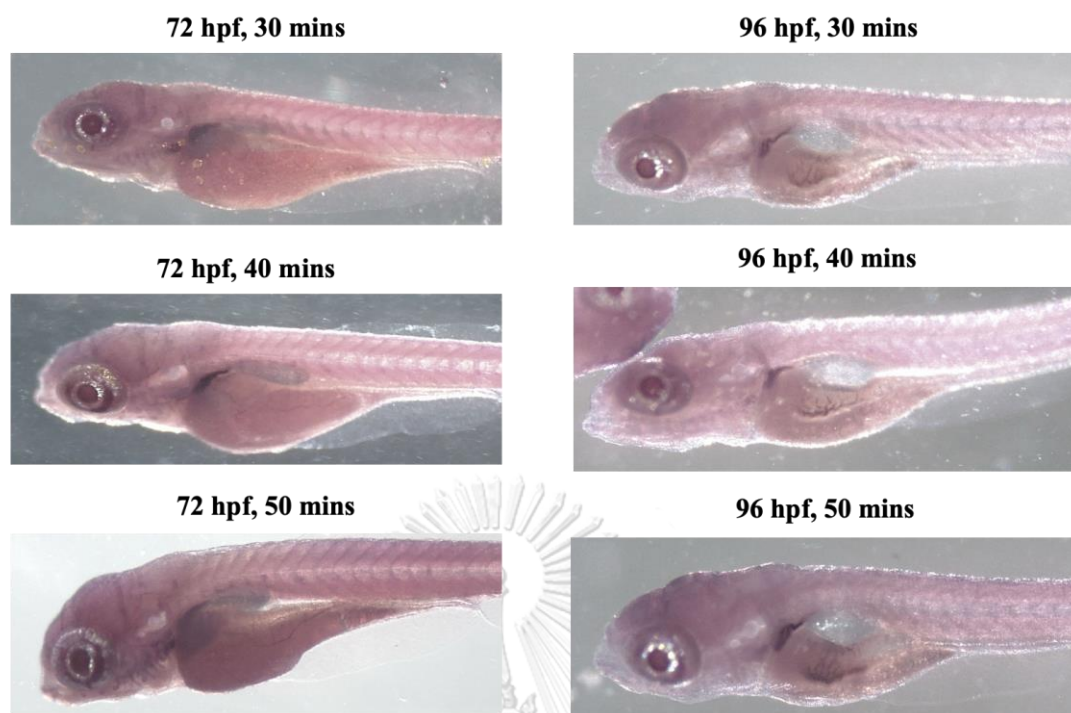 72 hpf, 30 mins
96 hpf, 30 mins
72 hpf, 40 mins
96 hpf, 40 mins
72 hpf, 50 mins
96 hpf, 50 mins